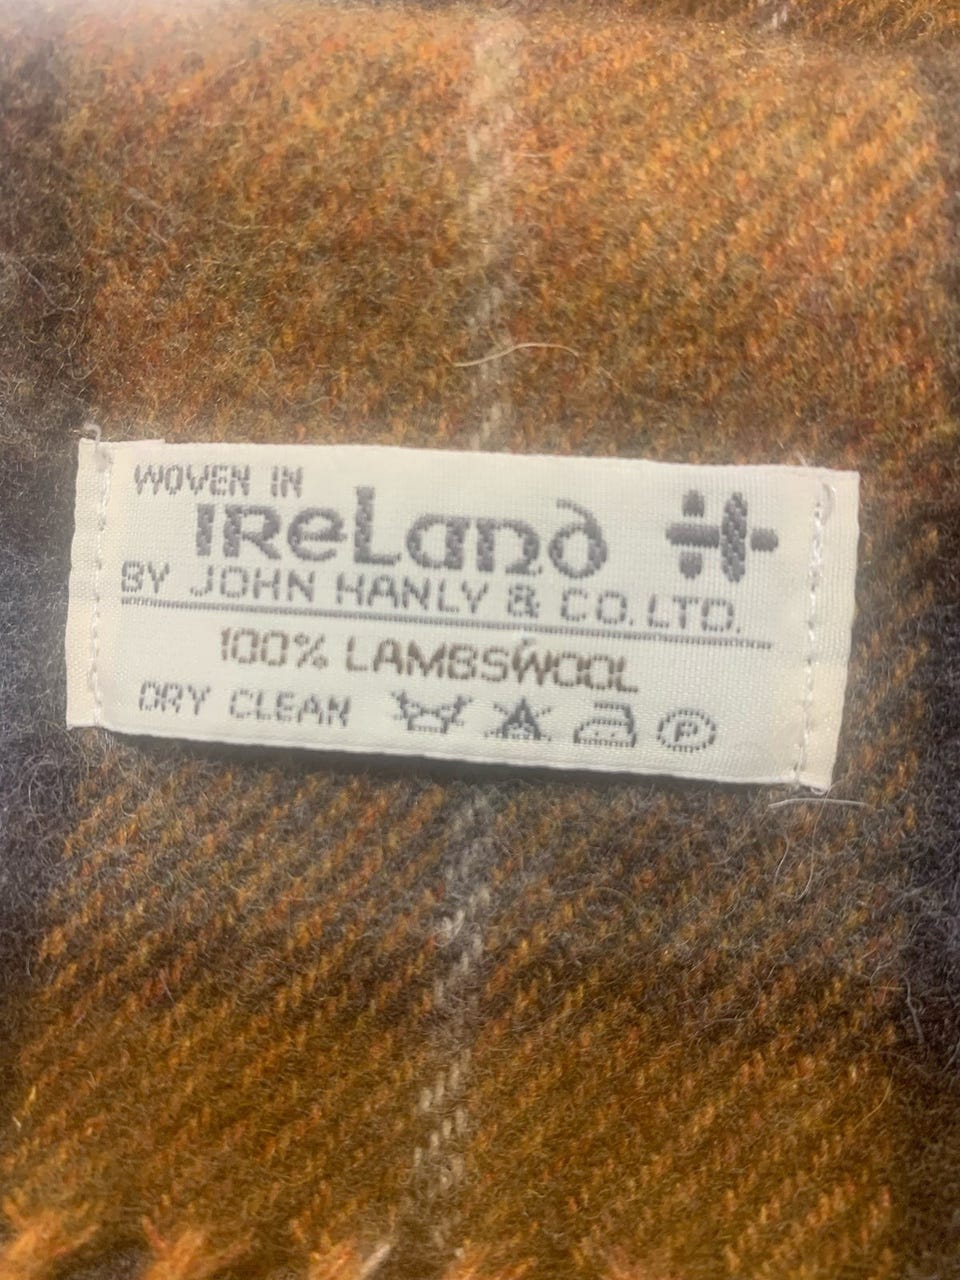 WOVEN IN
IReLand
BY JOHN HANLY & CO. LTD.
100% LAMBSWOOL
DRY CLEAN P